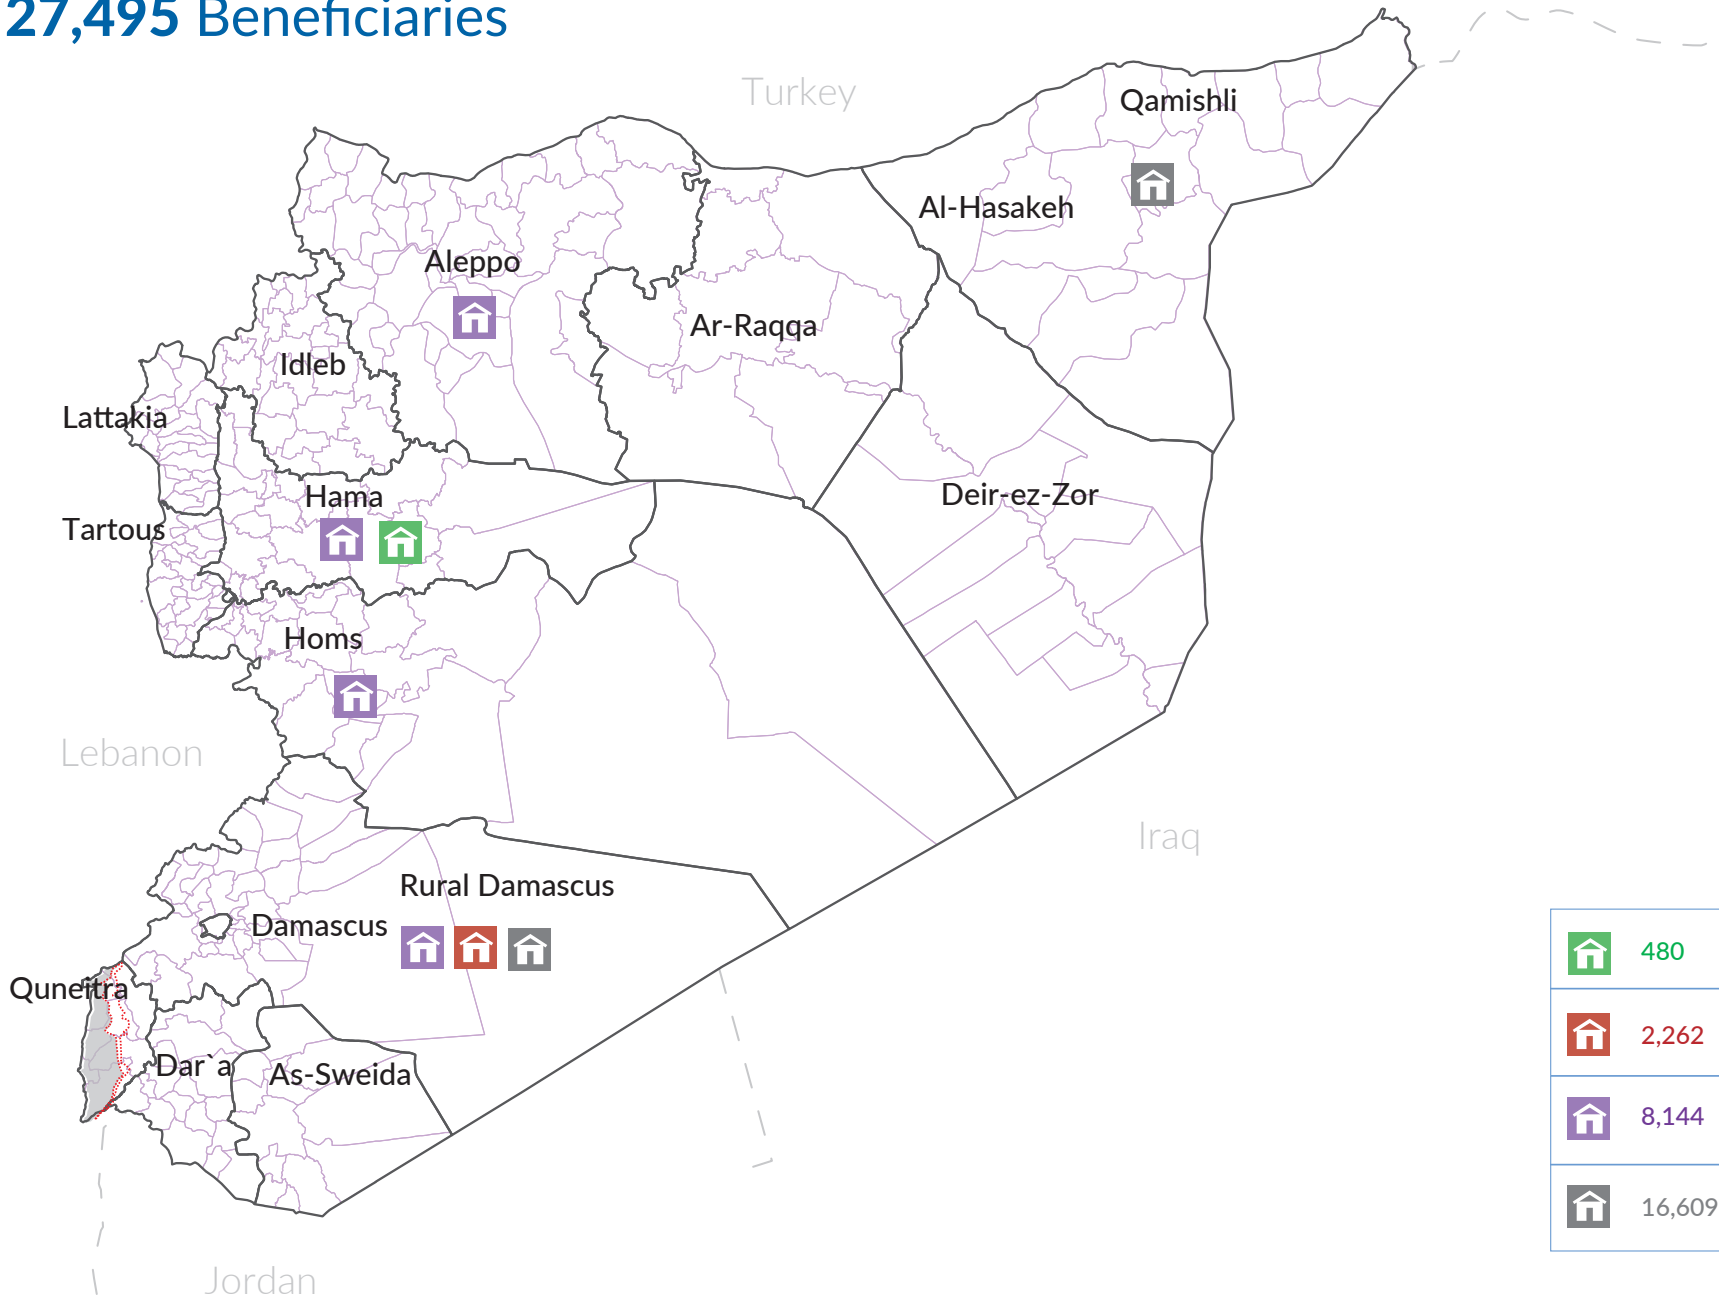 27,495 Beneficiaries
Turkey
Qamishli
Al-Hasakeh
Aleppo
Ar-Raqqa
Idleb
Lattakia
Hama
Deir-ez-Zor
Tartous
Homs
Lebanon
Iraq
Rural Damascus
Damascus
Quneitra
Dar`a
As-Sweida
Jordan
480
2,262
8,144
16,609